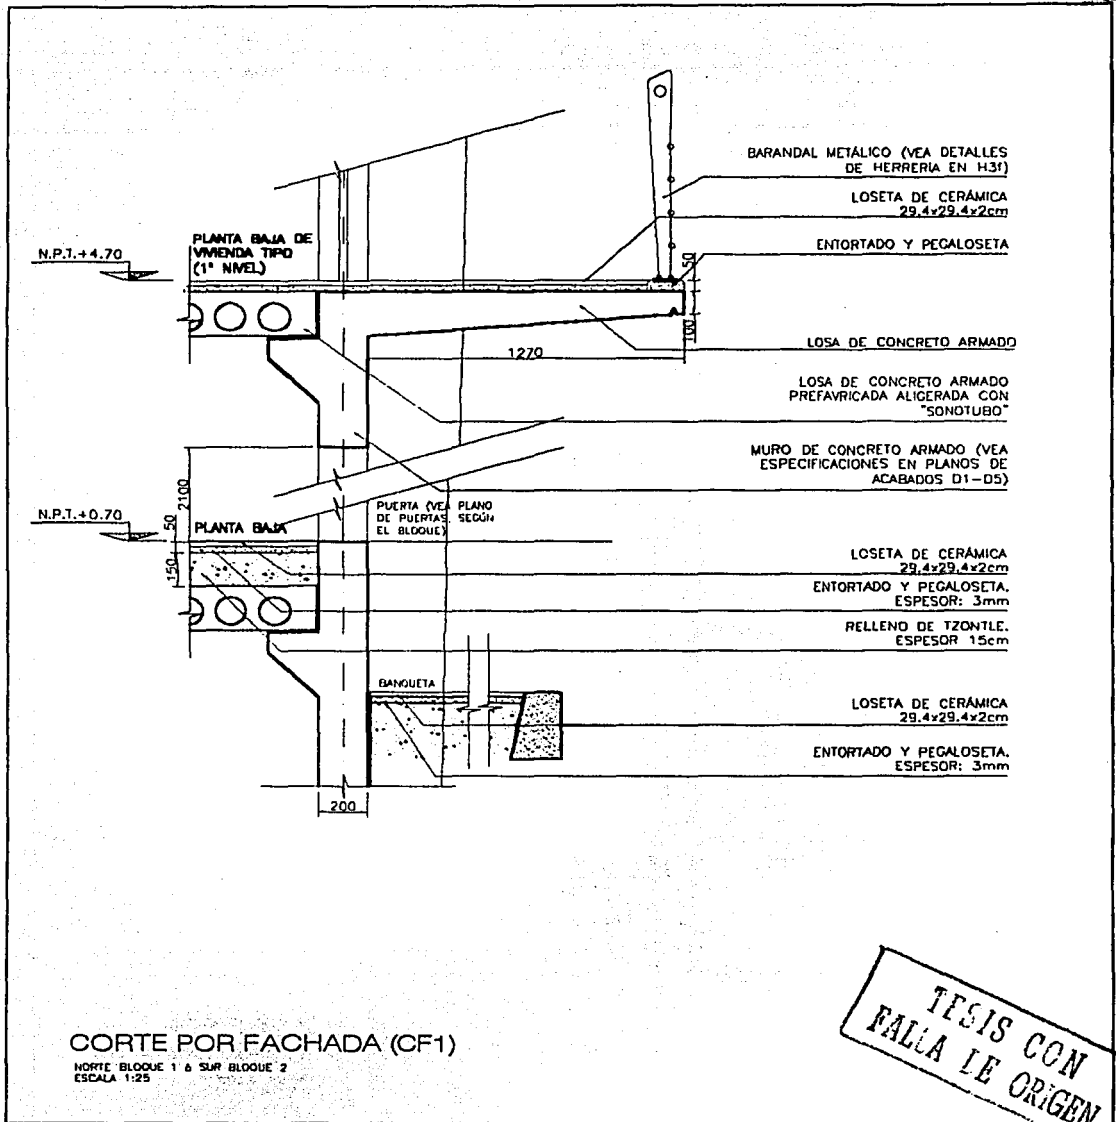 BARANDAL METÁLICO (VEA DETALLES
DE HERRERIA EN H3f)
LOSETA DE CERÁMICA
29.4x29.4x2cm
ENTORTADO Y PEGALOSETA
PLANTA BAJA DE
VIVIENDA TIPO
(1° NIVEL)
N.P.T.+4.70
50
100
1270
LOSA DE CONCRETO ARMADO
LOSA DE CONCRETO ARMADO
PREFAVRICADA ALIGERADA CON
"SONOTUBO"
MURO DE CONCRETO ARMADO (VEA
ESPECIFICACIONES EN PLANOS DE
ACABADOS D1-D5)
2100
N.P.T.+0.70
50
150
PLANTA BAJA
PUERTA (VEA PLANO
DE PUERTAS SEGÚN
EL BLOQUE)
LOSETA DE CERÁMICA
29.4x29.4x2cm
ENTORTADO Y PEGALOSETA.
ESPESOR: 3mm
RELLENO DE TZONTLE.
ESPESOR 15cm
BANQUETA
LOSETA DE CERÁMICA
29.4x29.4x2cm
ENTORTADO Y PEGALOSETA.
ESPESOR: 3mm
200
CORTE POR FACHADA (CF1)
NORTE BLOQUE 1 ó SUR BLOQUE 2
ESCALA 1:25
TESIS CON
FALLA DE ORIGEN